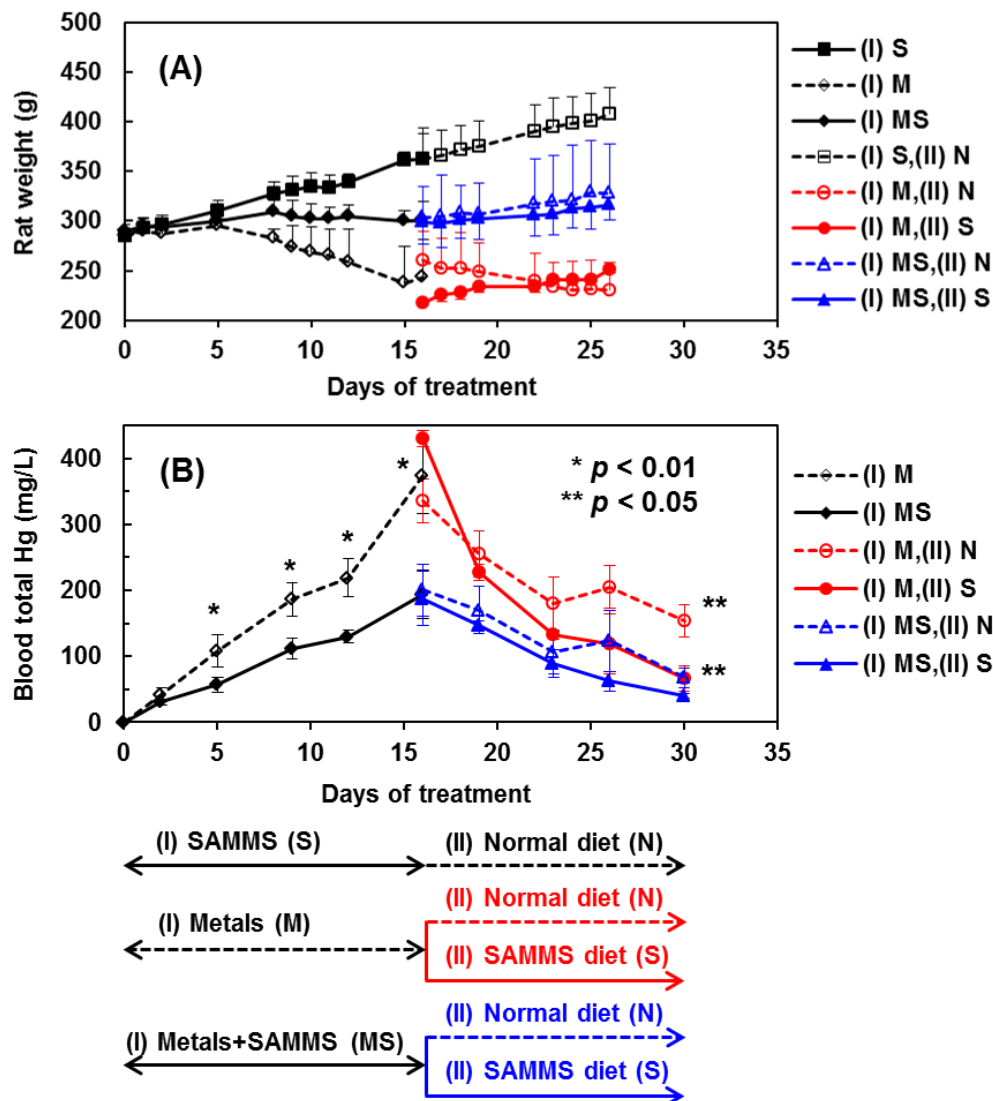 500
450
400
350
300
250
200
Rat weight (g)
(A)
0 5 10 15 20 25 30 35
Days of treatment
(I) S
(I) M
(I) MS
(I) S,(II) N
(I) M,(II) N
(I) M,(II) S
(I) MS,(II) N
(I) MS,(II) S
400
300
200
100
0
Blood total Hg (mg/L)
(B)
* p < 0.01
** p < 0.05
*
*
*
*
**
**
0 5 10 15 20 25 30 35
Days of treatment
(I) M
(I) MS
(I) M,(II) N
(I) M,(II) S
(I) MS,(II) N
(I) MS,(II) S
(I) SAMMS (S)
(II) Normal diet (N)
(I) Metals (M)
(II) Normal diet (N)
(II) SAMMS diet (S)
(I) Metals+SAMMS (MS)
(II) Normal diet (N)
(II) SAMMS diet (S)